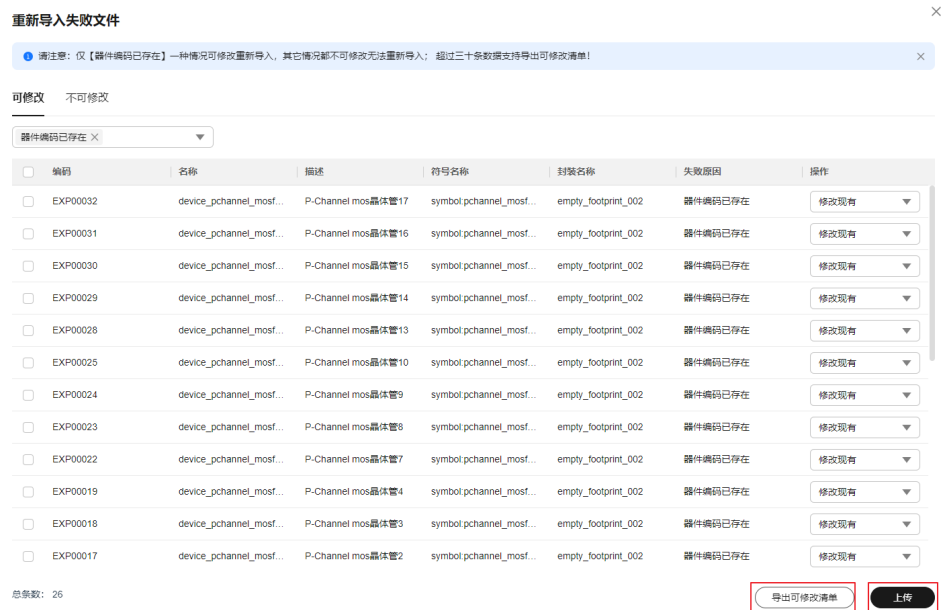 重新导入失败文件
请注意：仅【器件编码已存在】一种情况可修改重新导入，其它情况都不可修改无法重新导入； 超过三十条数据支持导出可修改清单！
可修改 不可修改
器件编码已存在
编码 名称 描述 符号名称 封装名称 失败原因 操作
EXP00032 device_pchannel_mosf... P-Channel mos晶体管17 symbol:pchannel_mosf... empty_footprint_002 器件编码已存在 修改现有
EXP00031 device_pchannel_mosf... P-Channel mos晶体管16 symbol:pchannel_mosf... empty_footprint_002 器件编码已存在 修改现有
EXP00030 device_pchannel_mosf... P-Channel mos晶体管15 symbol:pchannel_mosf... empty_footprint_002 器件编码已存在 修改现有
EXP00029 device_pchannel_mosf... P-Channel mos晶体管14 symbol:pchannel_mosf... empty_footprint_002 器件编码已存在 修改现有
EXP00028 device_pchannel_mosf... P-Channel mos晶体管13 symbol:pchannel_mosf... empty_footprint_002 器件编码已存在 修改现有
EXP00025 device_pchannel_mosf... P-Channel mos晶体管10 symbol:pchannel_mosf... empty_footprint_002 器件编码已存在 修改现有
EXP00024 device_pchannel_mosf... P-Channel mos晶体管9 symbol:pchannel_mosf... empty_footprint_002 器件编码已存在 修改现有
EXP00023 device_pchannel_mosf... P-Channel mos晶体管8 symbol:pchannel_mosf... empty_footprint_002 器件编码已存在 修改现有
EXP00022 device_pchannel_mosf... P-Channel mos晶体管7 symbol:pchannel_mosf... empty_footprint_002 器件编码已存在 修改现有
EXP00019 device_pchannel_mosf... P-Channel mos晶体管4 symbol:pchannel_mosf... empty_footprint_002 器件编码已存在 修改现有
EXP00018 device_pchannel_mosf... P-Channel mos晶体管3 symbol:pchannel_mosf... empty_footprint_002 器件编码已存在 修改现有
EXP00017 device_pchannel_mosf... P-Channel mos晶体管2 symbol:pchannel_mosf... empty_footprint_002 器件编码已存在 修改现有
总条数： 26 导出可修改清单 上传